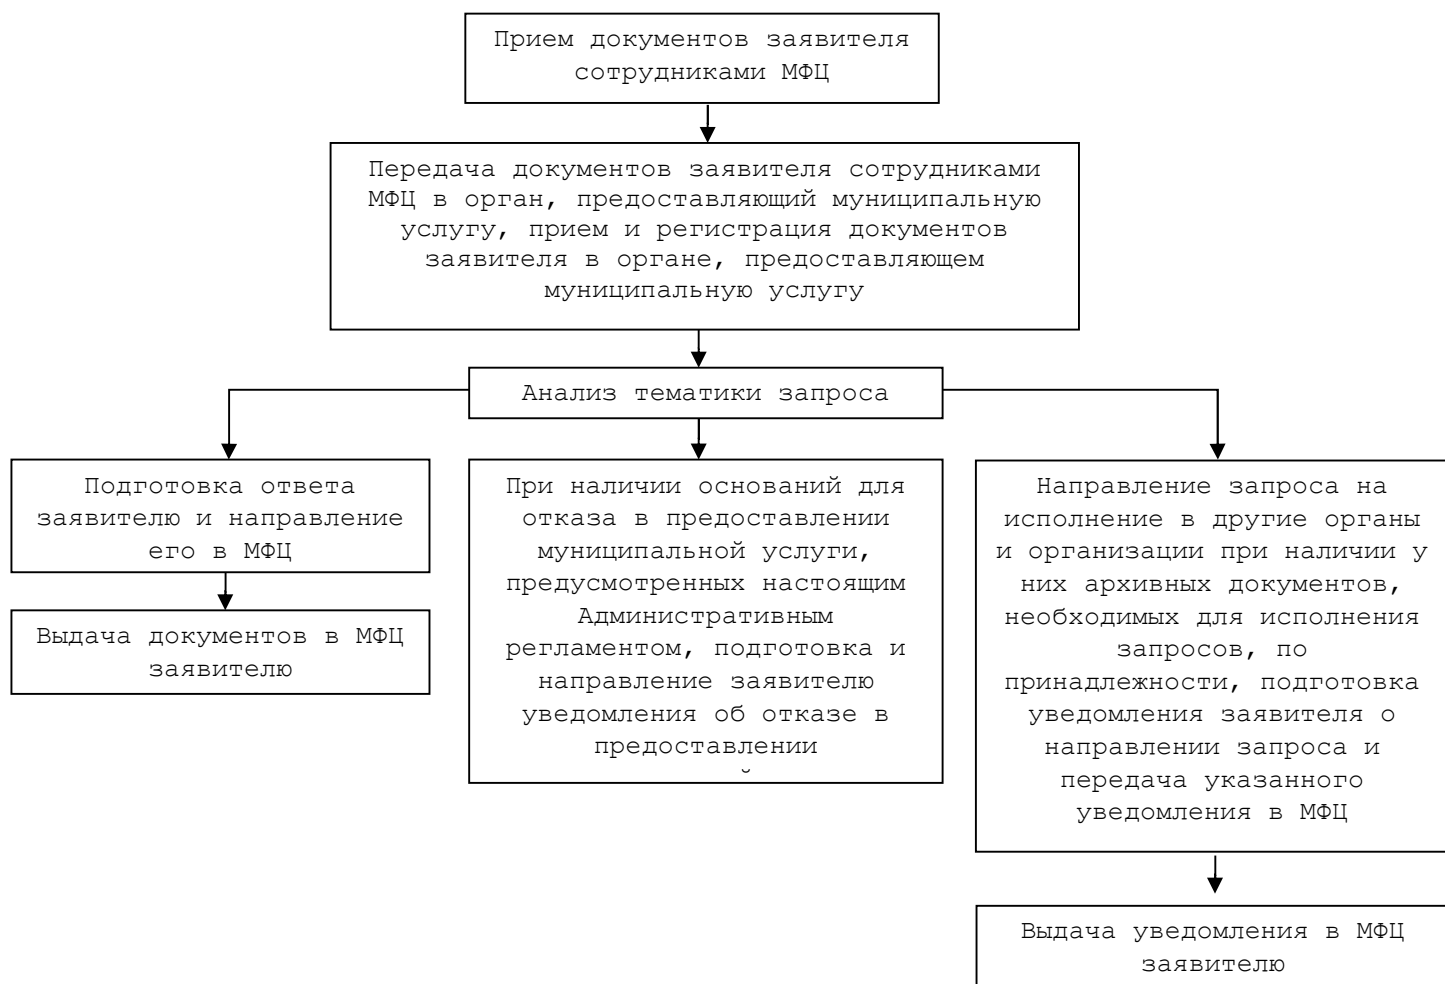 Прием документов заявителя
сотрудниками МФЦ
Передача документов заявителя сотрудниками
МФЦ в орган, предоставляющий муниципальную
услугу, прием и регистрация документов
заявителя в органе, предоставляющем
муниципальную услугу
Анализ тематики запроса
Подготовка ответа
заявителю и направление
его в МФЦ
Выдача документов в МФЦ
заявителю
При наличии оснований для
отказа в предоставлении
муниципальной услуги,
предусмотренных настоящим
Административным
регламентом, подготовка и
направление заявителю
уведомления об отказе в
предоставлении
Направление запроса на
исполнение в другие органы
и организации при наличии у
них архивных документов,
необходимых для исполнения
запросов, по
принадлежности, подготовка
уведомления заявителя о
направлении запроса и
передача указанного
уведомления в МФЦ
Выдача уведомления в МФЦ
заявителю